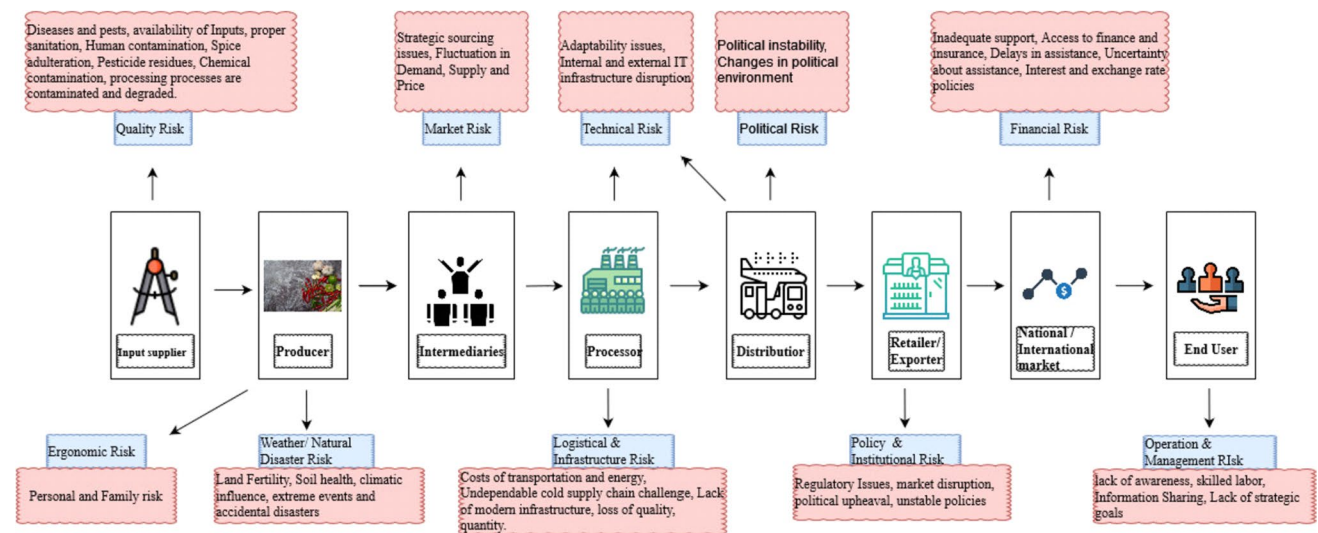 Diseases and pests, availability of Inputs, proper
sanitation, Human contamination, Spice
adulteration, Pesticide residues, Chemical
contamination, processing processes are
contaminated and degraded.
Quality Risk
Strategic sourcing
issues, Fluctuation in
Demand, Supply and
Price
Market Risk
Adaptability issues,
Internal and external IT
infrastructure disruption
Technical Risk
Political instability,
Changes in political
environment
Political Risk
Inadequate support, Access to finance and
insurance, Delays in assistance, Uncertainty
about assistance, Interest and exchange rate
policies
Financial Risk
Input supplier
Producer
Intermediaries
Processor
Distributior
Retailer/
Exporter
National /
International
market
End User
Ergonomic Risk
Personal and Family risk
Weather/ Natural
Disaster Risk
Land Fertility, Soil health, climatic
influence, extreme events and
accidental disasters
Logistical &
Infrastructure Risk
Costs of transportation and energy,
Undependable cold supply chain challenge, Lack
of modern infrastructure, loss of quality,
quantity.
Policy &
Institutional Risk
Regulatory Issues, market disruption,
political upheaval, unstable policies
Operation &
Management RIsk
lack of awareness, skilled labor,
Information Sharing, Lack of strategic
goals